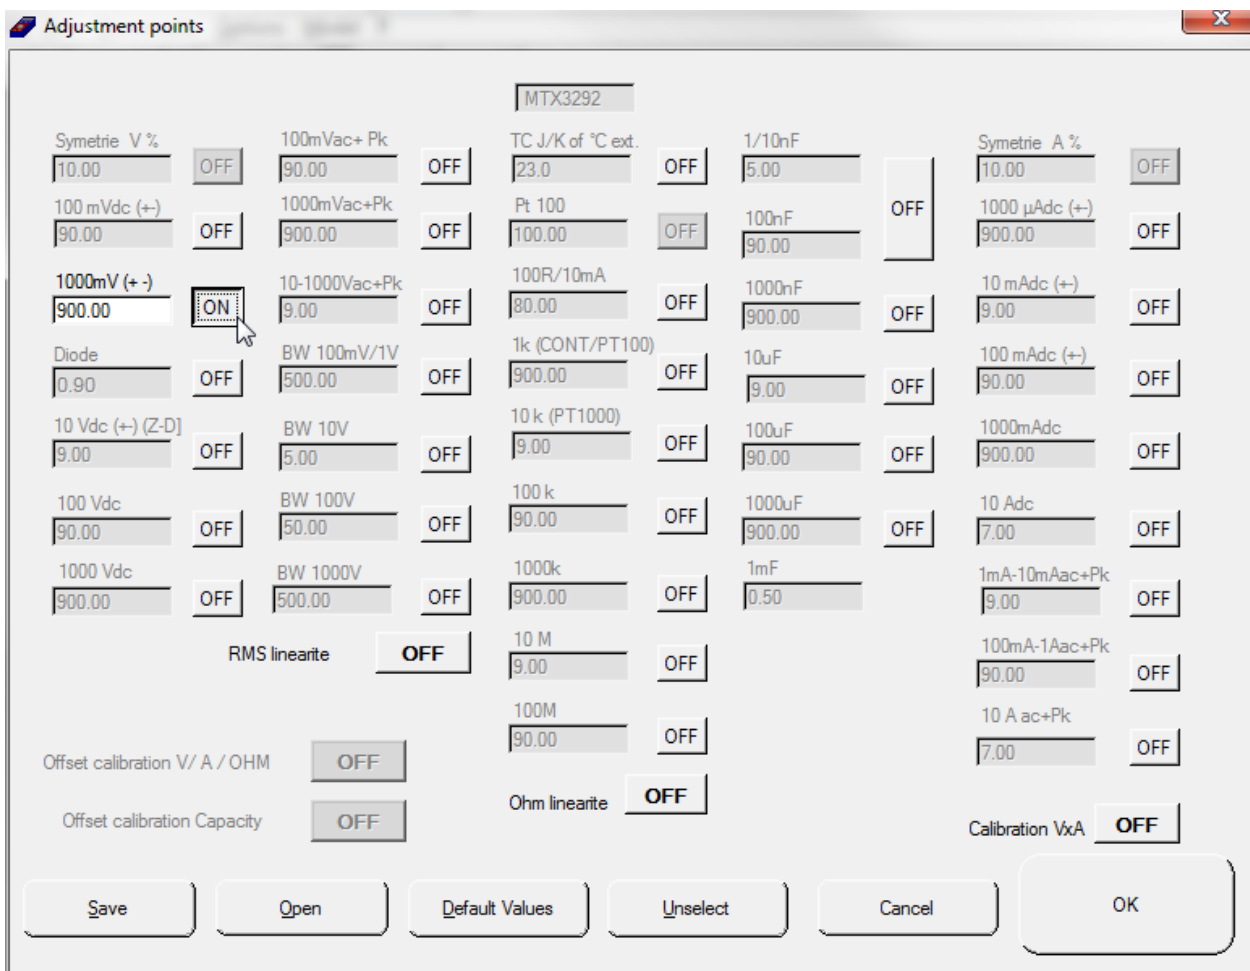 Adjustment points
X
MTX3292
Symetrie V %
10.00
OFF
100 mVdc (+-)
90.00
OFF
1000mV (+ -)
900.00
ON
Diode
0.90
OFF
10 Vdc (+-) (Z-D]
9.00
OFF
100 Vdc
90.00
OFF
1000 Vdc
900.00
OFF
100mVac+ Pk
90.00
OFF
1000mVac+Pk
900.00
OFF
10-1000Vac+Pk
9.00
OFF
BW 100mV/1V
500.00
OFF
BW 10V
5.00
OFF
BW 100V
50.00
OFF
BW 1000V
500.00
OFF
RMS linearite
OFF
Offset calibration V/ A / OHM
OFF
Offset calibration Capacity
OFF
TC J/K of °C ext.
23.0
OFF
Pt 100
100.00
OFF
100R/10mA
80.00
OFF
1k (CONT/PT100)
900.00
OFF
10 k (PT1000)
9.00
OFF
100 k
90.00
OFF
1000k
900.00
OFF
10 M
9.00
OFF
100M
90.00
OFF
Ohm linearite
OFF
1/10nF
5.00
OFF
100nF
90.00
1000nF
900.00
OFF
10uF
9.00
OFF
100uF
90.00
OFF
1000uF
900.00
OFF
1mF
0.50
Symetrie A %
10.00
OFF
1000 µAdc (+-)
900.00
OFF
10 mAdc (+-)
9.00
OFF
100 mAdc (+-)
90.00
OFF
1000mAdc
900.00
OFF
10 Adc
7.00
OFF
1mA-10mAac+Pk
9.00
OFF
100mA-1Aac+Pk
90.00
OFF
10 A ac+Pk
7.00
OFF
Calibration VxA
OFF
Save
Open
Default Values
Unselect
Cancel
OK